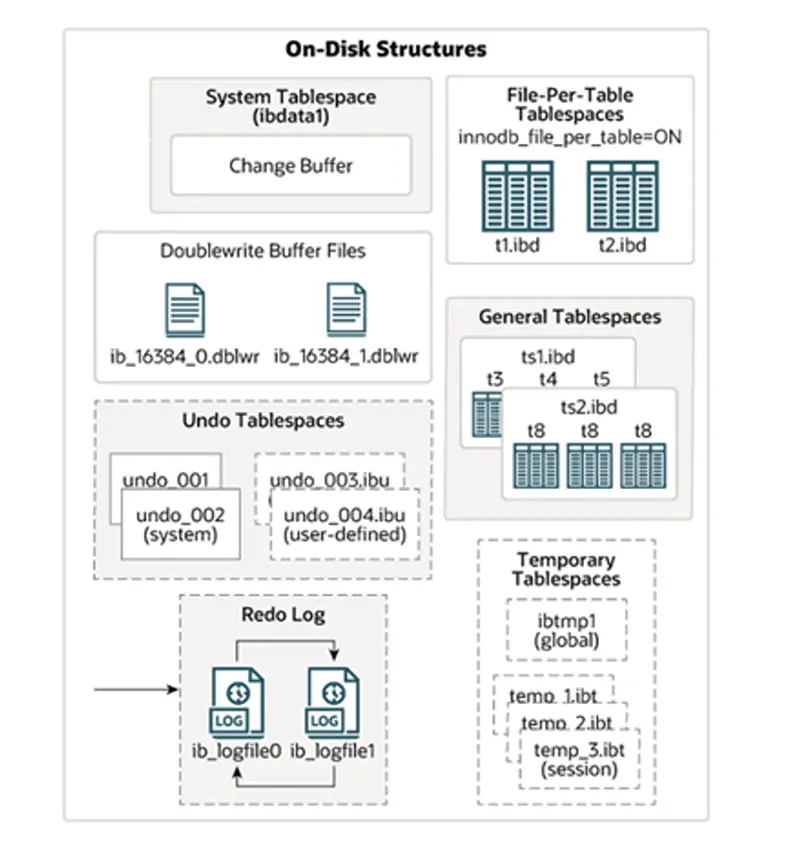 On-Disk Structures
System Tablespace
(ibdata1)
Change Buffer
File-Per-Table
Tablespaces
innodb_file_per_table=ON
t1.ibd
t2.ibd
Doublewrite Buffer Files
ib_16384_0.dblwr
ib_16384_1.dblwr
General Tablespaces
ts1.ibd
t3 t4 t5
ts2.ibd
t8 t8 t8
Undo Tablespaces
undo_001
undo_002
(system)
undo_003.ibu
undo_004.ibu
(user-defined)
Temporary
Tablespaces
ibtmp1
(global)
temp_1.ibt
temp_2.ibt
temp_3.ibt
(session)
Redo Log
LOG
LOG
ib_logfile0
ib_logfile1